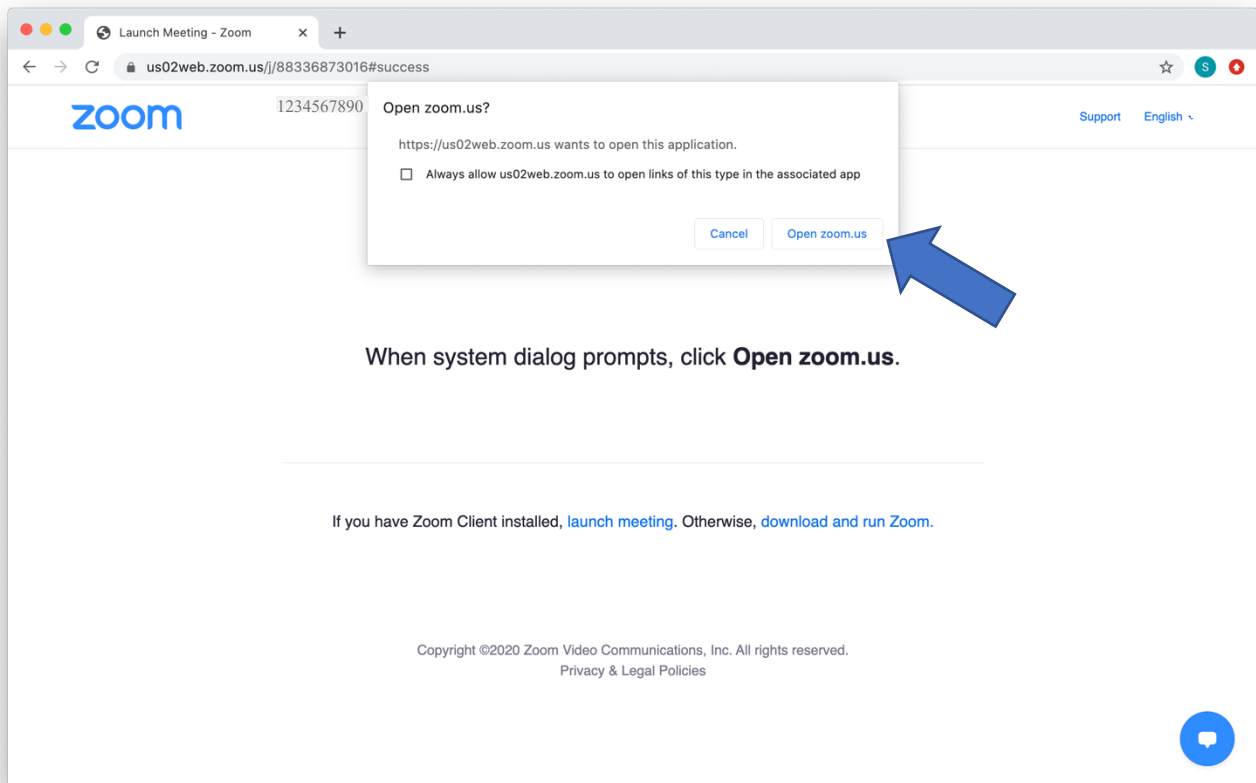 Launch Meeting - Zoom
us02web.zoom.us/j/88336873016#success
S
zoom
1234567890
Support English
Open zoom.us?
https://us02web.zoom.us wants to open this application.
Always allow us02web.zoom.us to open links of this type in the associated app
Cancel Open zoom.us
When system dialog prompts, click Open zoom.us.
If you have Zoom Client installed, launch meeting. Otherwise, download and run Zoom.
Copyright ©2020 Zoom Video Communications, Inc. All rights reserved.
Privacy & Legal Policies